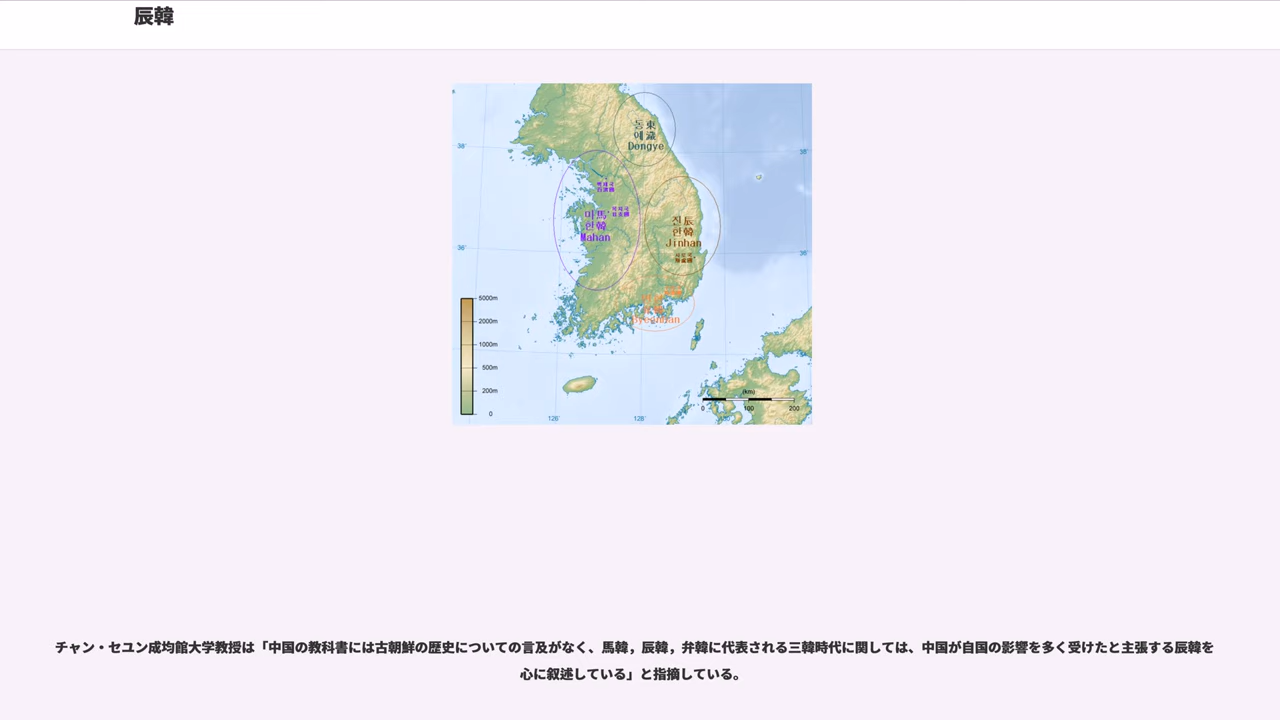 辰韓
동 東
예 濊
Dongye
마 馬
한 韓
Mahan
진 辰
한 韓
Jinhan
38°
38°
36°
36°
5000m
2000m
1000m
500m
200m
0
(km)
0 100 200
126°
128°
チャン・セユン成均館大学教授は「中国の教科書には古朝鮮の歴史についての言及がなく、馬韓，辰韓，弁韓に代表される三韓時代に関しては、中国が自国の影響を多く受けたと主張する辰韓を
心に叙述している」と指摘している。